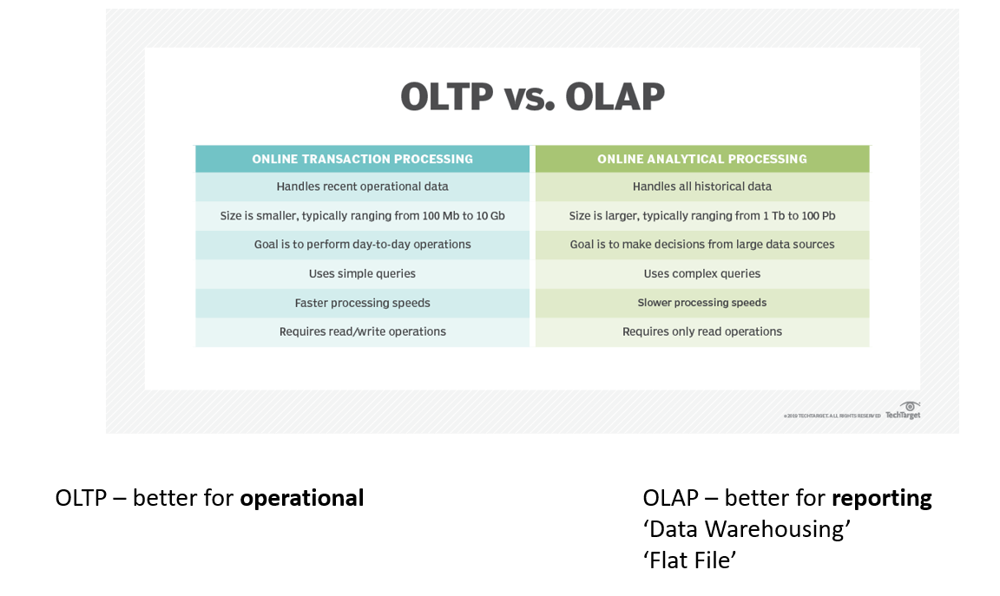 OLTP vs. OLAP
ONLINE TRANSACTION PROCESSING
ONLINE ANALYTICAL PROCESSING
Handles recent operational data
Handles all historical data
Size is smaller, typically ranging from 100 Mb to 10 Gb
Size is larger, typically ranging from 1 Tb to 100 Pb
Goal is to perform day-to-day operations
Goal is to make decisions from large data sources
Uses simple queries
Uses complex queries
Faster processing speeds
Slower processing speeds
Requires read/write operations
Requires only read operations
©2019 TECHTARGET. ALL RIGHTS RESERVED
TechTarget
OLTP – better for operational
OLAP – better for reporting
‘Data Warehousing’
‘Flat File’